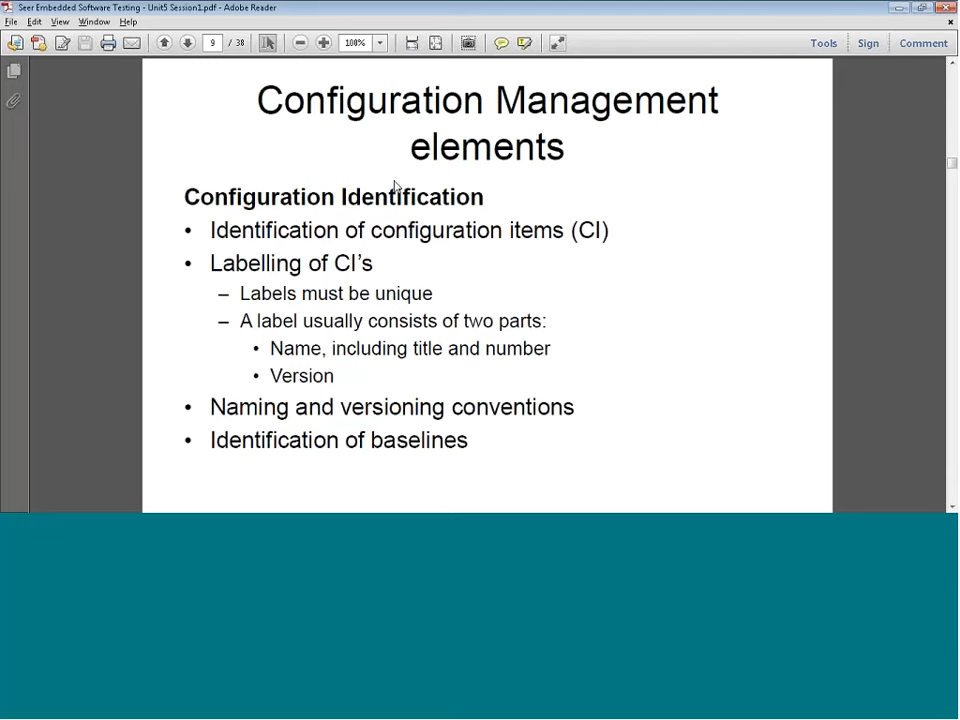 Seer Embedded Software Testing - Unit5 Session1.pdf - Adobe Reader
File Edit View Window Help
9 / 38 100% Tools Sign Comment
Configuration Management
elements
Configuration Identification
• Identification of configuration items (CI)
• Labelling of CI's
– Labels must be unique
– A label usually consists of two parts:
• Name, including title and number
• Version
• Naming and versioning conventions
• Identification of baselines